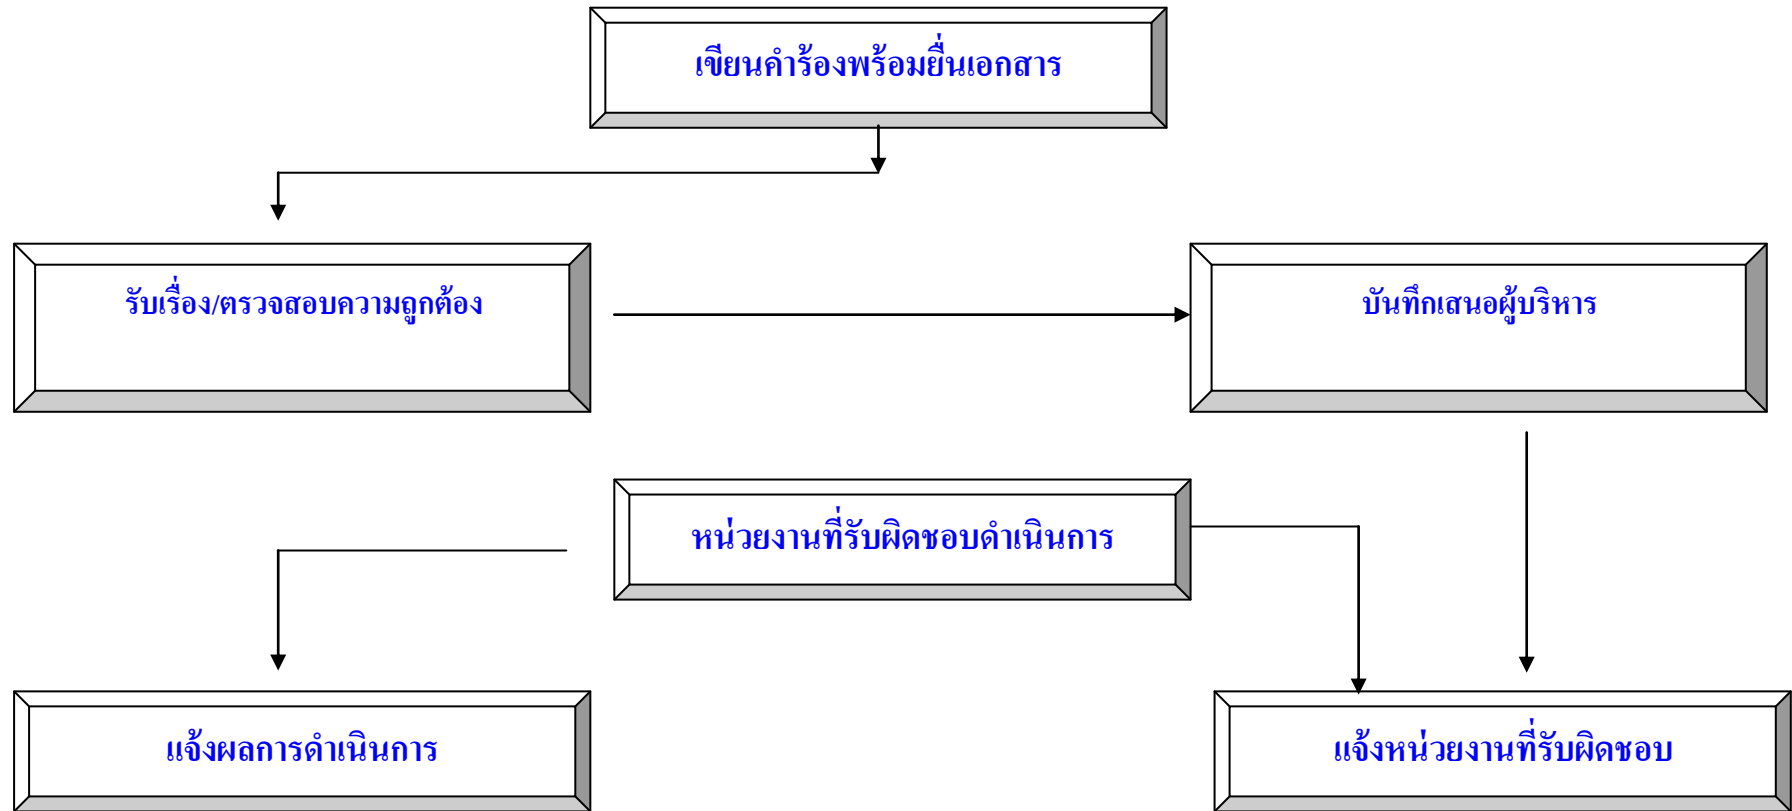 เขียนคำร้องพร้อมยื่นเอกสาร
รับเรื่อง/ตรวจสอบความถูกต้อง
บันทึกเสนอผู้บริหาร
หน่วยงานที่รับผิดชอบดำเนินการ
แจ้งผลการดำเนินการ
แจ้งหน่วยงานที่รับผิดชอบ